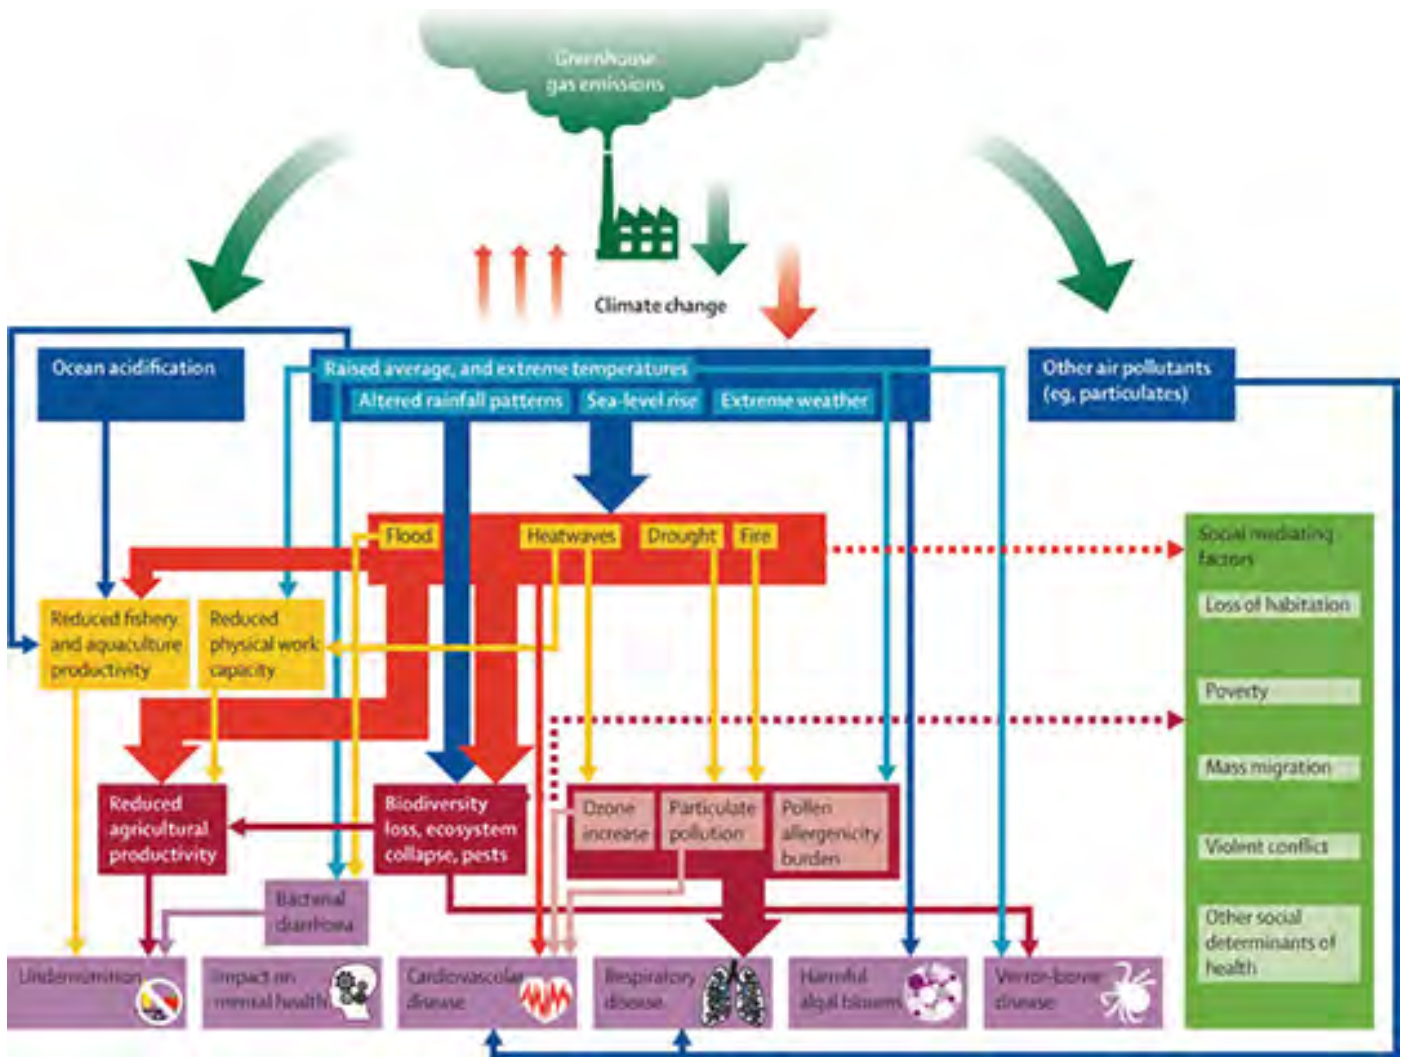 Greenhouse
gas emissions
Climate change
Ocean acidification
Raised average, and extreme temperatures
Altered rainfall patterns
Sea-level rise
Extreme weather
Other air pollutants
(eg, particulates)
Flood
Heatwaves
Drought
Fire
Social mediating
factors
Loss of habitation
Poverty
Mass migration
Violent conflict
Other social
determinants of
health
Reduced fishery
and aquaculture
productivity
Reduced
physical work
capacity
Reduced
agricultural
productivity
Biodiversity
loss, ecosystem
collapse, pests
Ozone
increase
Particulate
pollution
Pollen
allergenicity
burden
Bacterial
diarrhoea
Undernutrition
Impact on
mental health
Cardiovascular
disease
Respiratory
disease
Harmful
algal blooms
Vector-borne
disease